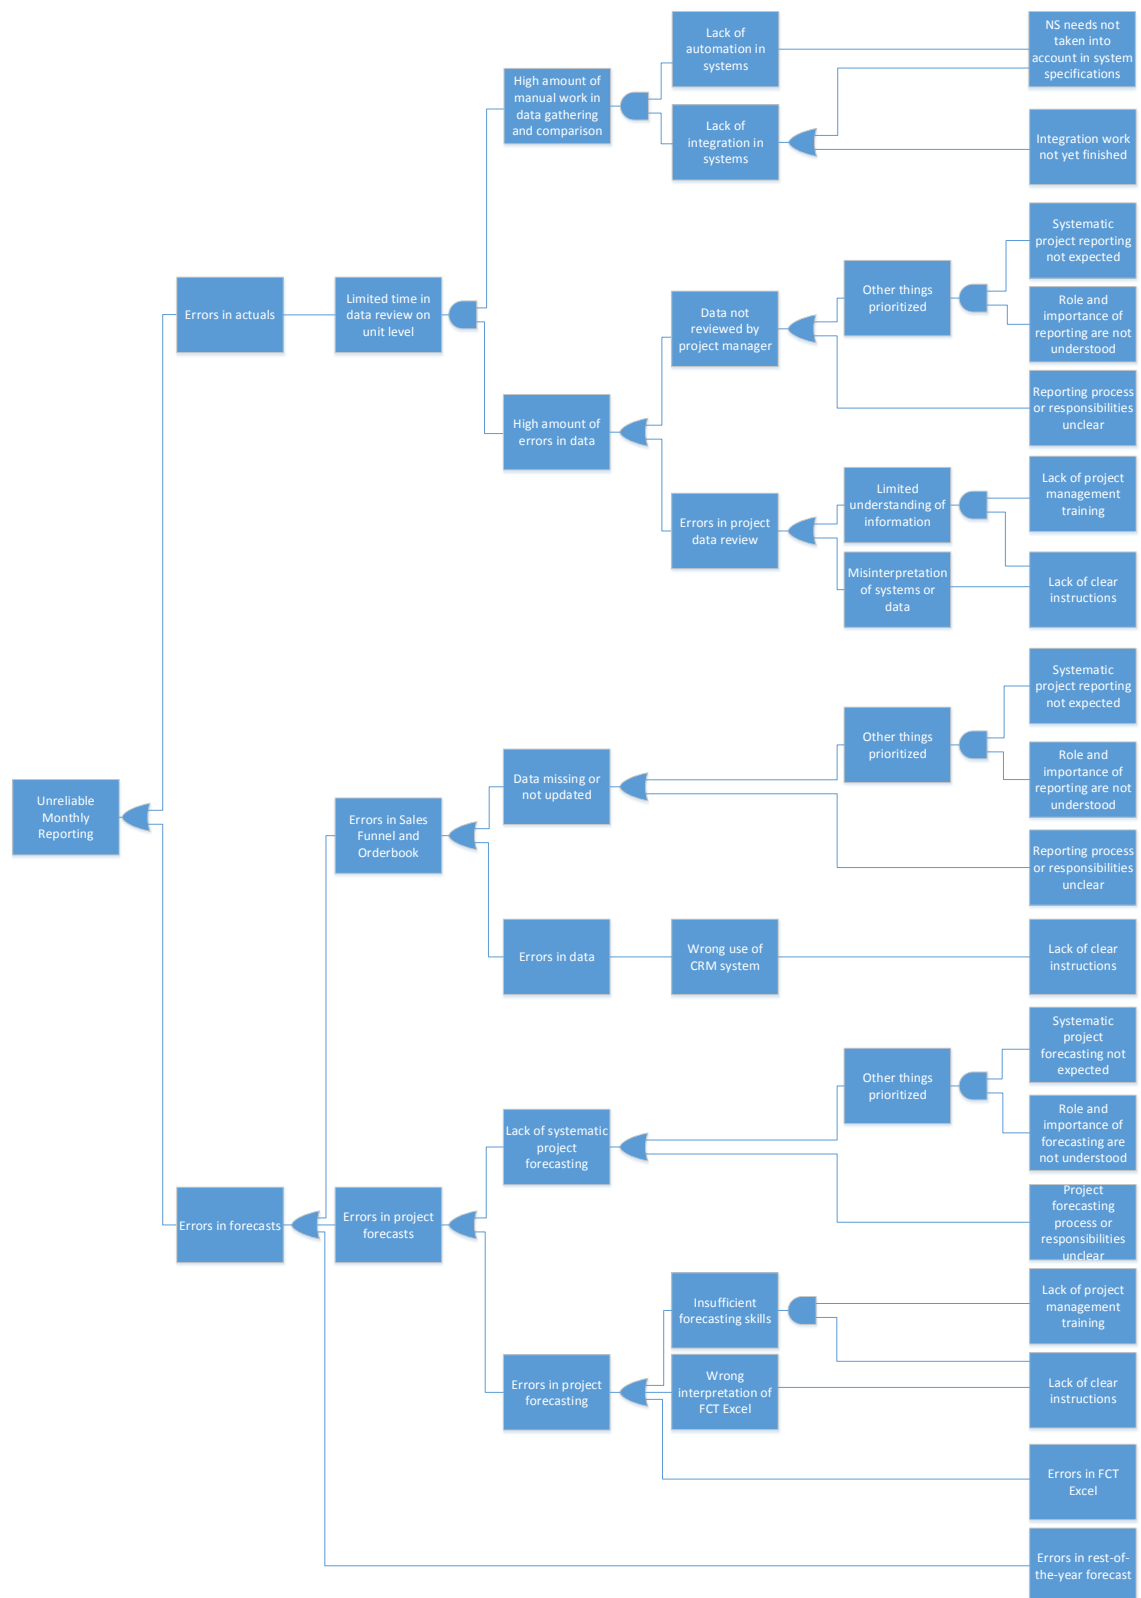 Lack of
automation in
systems
NS needs not
taken into
account in system
specifications
High amount of
manual work in
data gathering
and comparison
Lack of
integration in
systems
Integration work
not yet finished
Systematic
project reporting
not expected
Other things
prioritized
Role and
importance of
reporting are not
understood
Errors in actuals
Limited time in
data review on
unit level
Data not
reviewed by
project manager
Reporting process
or responsibilities
unclear
High amount of
errors in data
Limited
understanding of
information
Lack of project
management
training
Errors in project
data review
Misinterpretation
of systems or
data
Lack of clear
instructions
Systematic
project reporting
not expected
Other things
prioritized
Role and
importance of
reporting are not
understood
Data missing or
not updated
Unreliable
Monthly
Reporting
Errors in Sales
Funnel and
Orderbook
Reporting process
or responsibilities
unclear
Errors in data
Wrong use of
CRM system
Lack of clear
instructions
Systematic
project
forecasting not
expected
Other things
prioritized
Role and
importance of
forecasting are
not understood
Lack of systematic
project
forecasting
Errors in forecasts
Errors in project
forecasts
Project
forecasting
process or
responsibilities
unclear
Insufficient
forecasting skills
Lack of project
management
training
Errors in project
forecasting
Wrong
interpretation of
FCT Excel
Lack of clear
instructions
Errors in FCT
Excel
Errors in rest-of-
the-year forecast